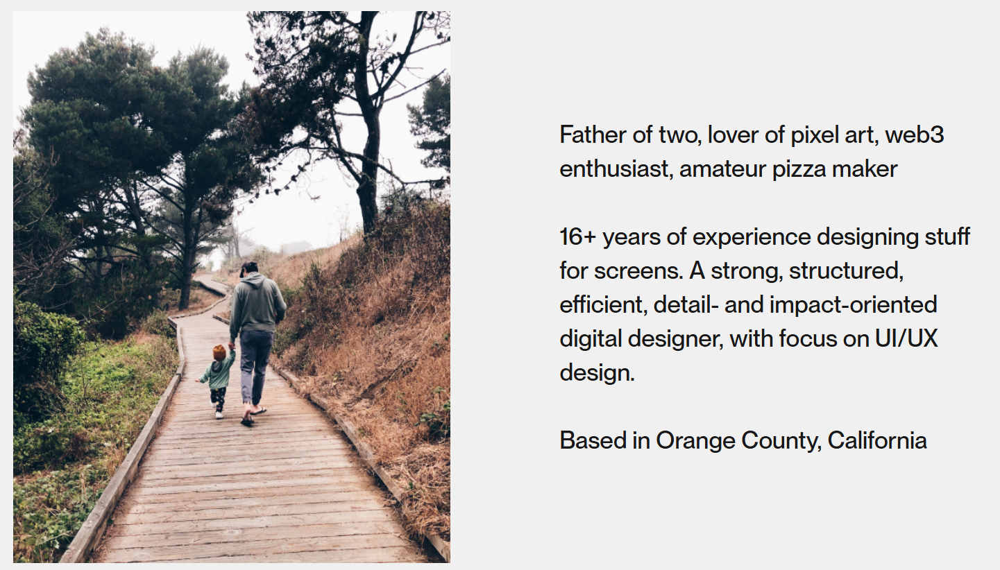 Father of two, lover of pixel art, web3
enthusiast, amateur pizza maker
16+ years of experience designing stuff
for screens. A strong, structured,
efficient, detail- and impact-oriented
digital designer, with focus on UI/UX
design.
Based in Orange County, California